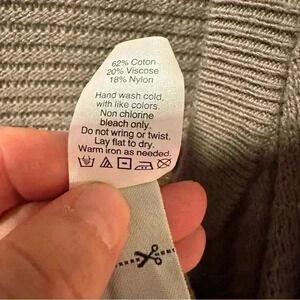 62% Coton
20% Viscose
18% Nylon
Hand wash cold,
with like colors.
Non chlorine
bleach only.
Do not wring or twist.
Lay flat to dry.
Warm iron as needed.